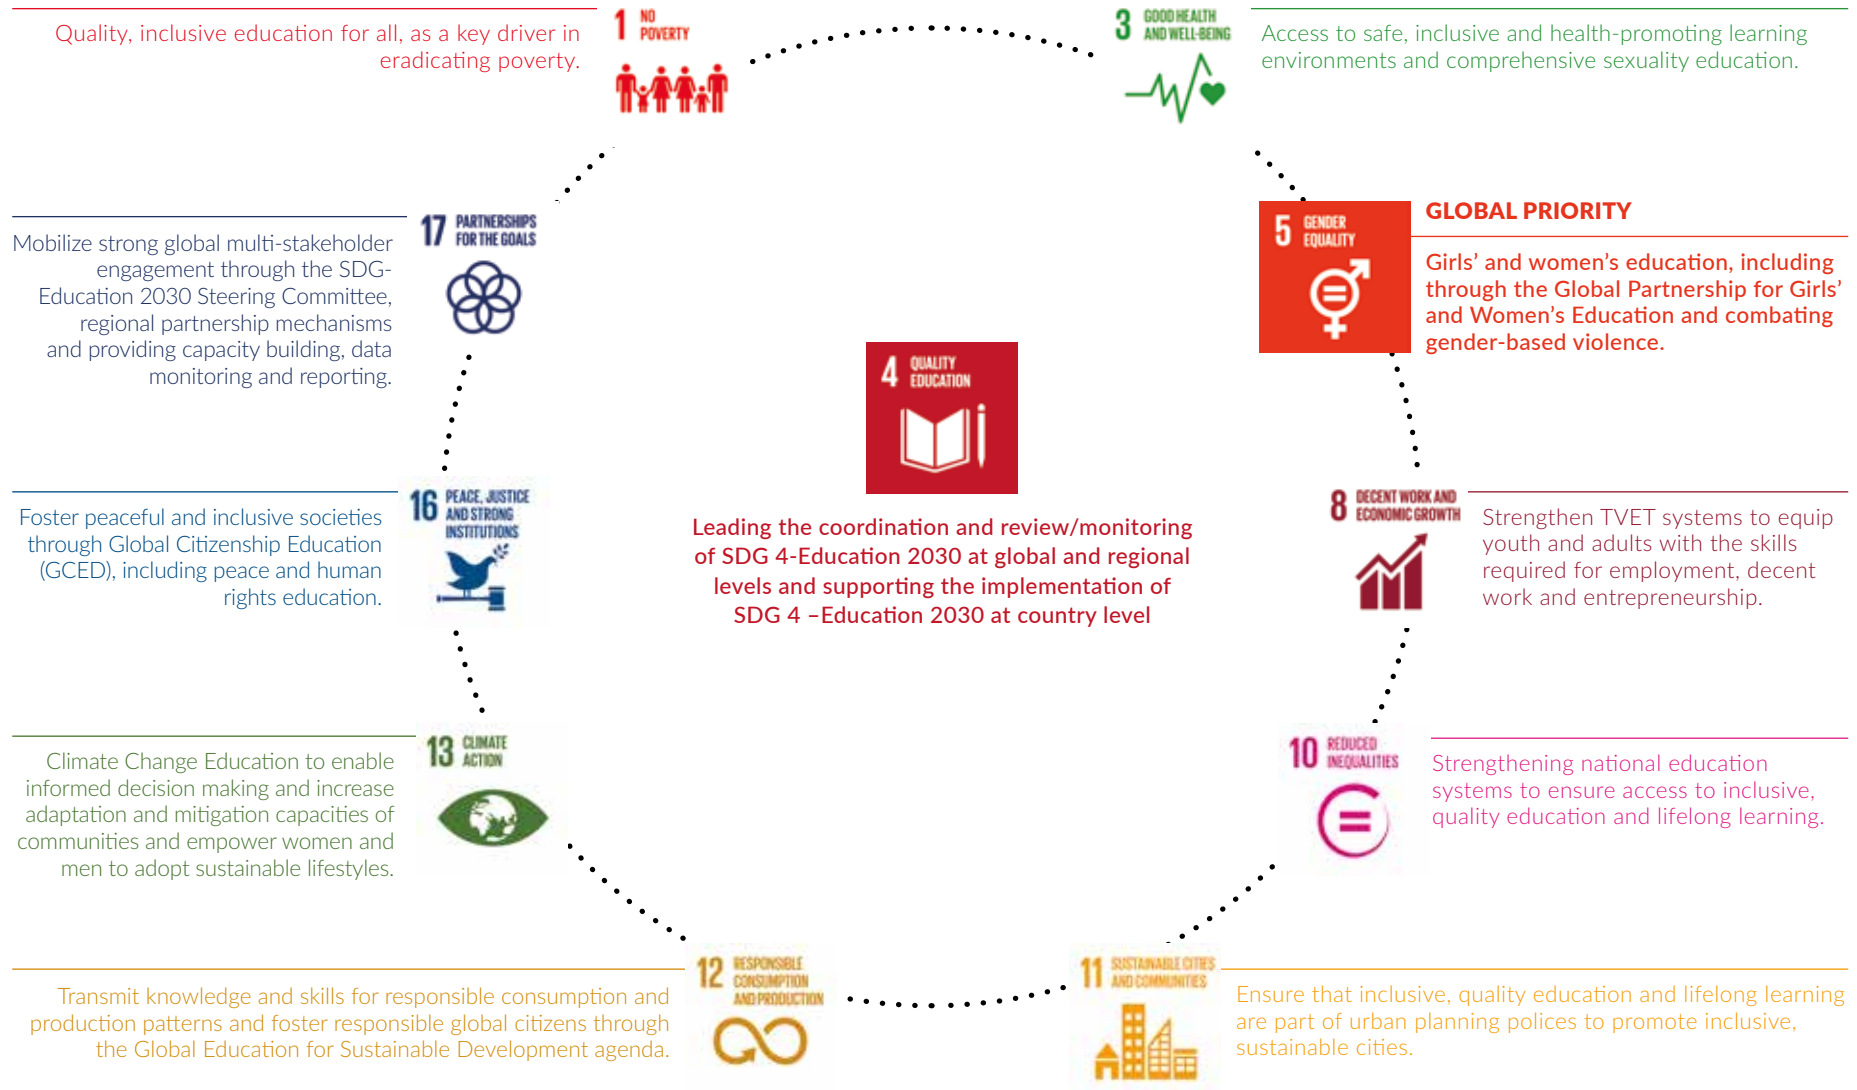 1 NO
POVERTY
Quality, inclusive education for all, as a key driver in
eradicating poverty.
3 GOOD HEALTH
AND WELL-BEING
Access to safe, inclusive and health-promoting learning
environments and comprehensive sexuality education.
17 PARTNERSHIPS
FOR THE GOALS
Mobilize strong global multi-stakeholder
engagement through the SDG-
Education 2030 Steering Committee,
regional partnership mechanisms
and providing capacity building, data
monitoring and reporting.
5 GENDER
EQUALITY
GLOBAL PRIORITY
Girls’ and women’s education, including
through the Global Partnership for Girls’
and Women’s Education and combating
gender-based violence.
4 QUALITY
EDUCATION
Leading the coordination and review/monitoring
of SDG 4-Education 2030 at global and regional
levels and supporting the implementation of
SDG 4 –Education 2030 at country level
16 PEACE, JUSTICE
AND STRONG
INSTITUTIONS
Foster peaceful and inclusive societies
through Global Citizenship Education
(GCED), including peace and human
rights education.
8 DECENT WORK AND
ECONOMIC GROWTH
Strengthen TVET systems to equip
youth and adults with the skills
required for employment, decent
work and entrepreneurship.
13 CLIMATE
ACTION
Climate Change Education to enable
informed decision making and increase
adaptation and mitigation capacities of
communities and empower women and
men to adopt sustainable lifestyles.
10 REDUCED
INEQUALITIES
Strengthening national education
systems to ensure access to inclusive,
quality education and lifelong learning.
12 RESPONSIBLE
CONSUMPTION
AND PRODUCTION
Transmit knowledge and skills for responsible consumption and
production patterns and foster responsible global citizens through
the Global Education for Sustainable Development agenda.
11 SUSTAINABLE CITIES
AND COMMUNITIES
Ensure that inclusive, quality education and lifelong learning
are part of urban planning polices to promote inclusive,
sustainable cities.